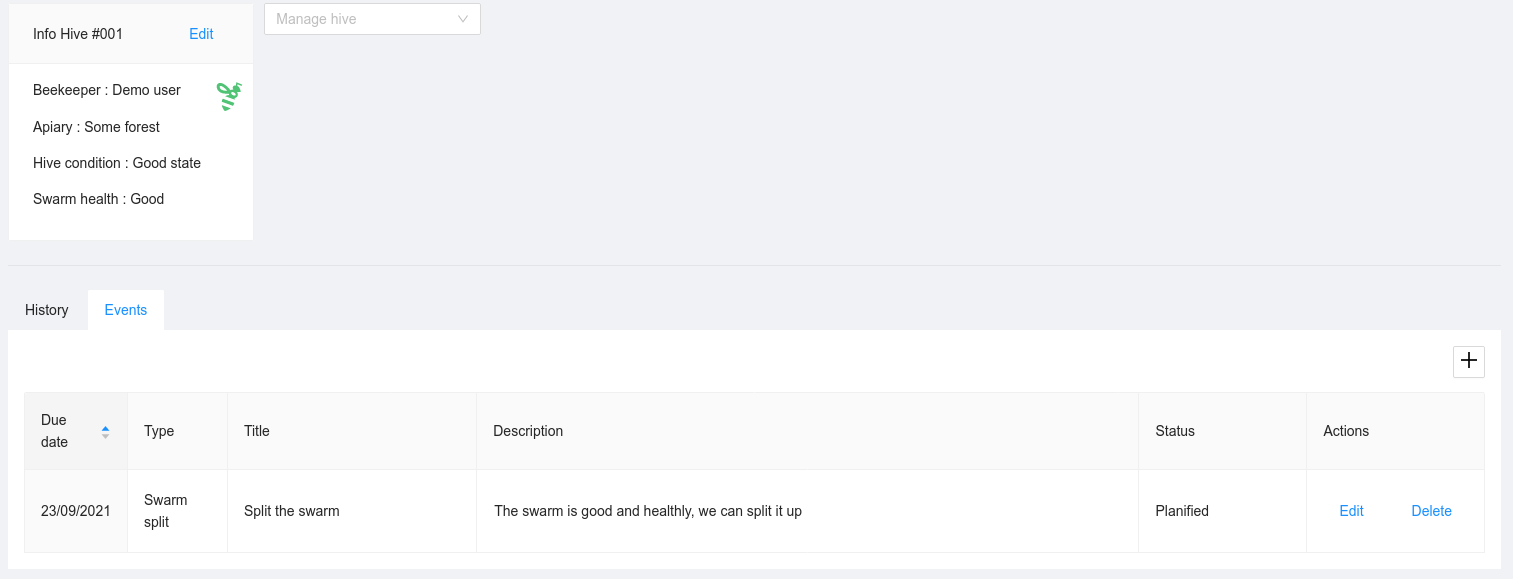 Info Hive #001 Edit
Manage hive
Beekeeper : Demo user
Apiary : Some forest
Hive condition : Good state
Swarm health : Good
History Events
Due date Type Title Description Status Actions
23/09/2021 Swarm split Split the swarm The swarm is good and healthly, we can split it up Planified Edit Delete